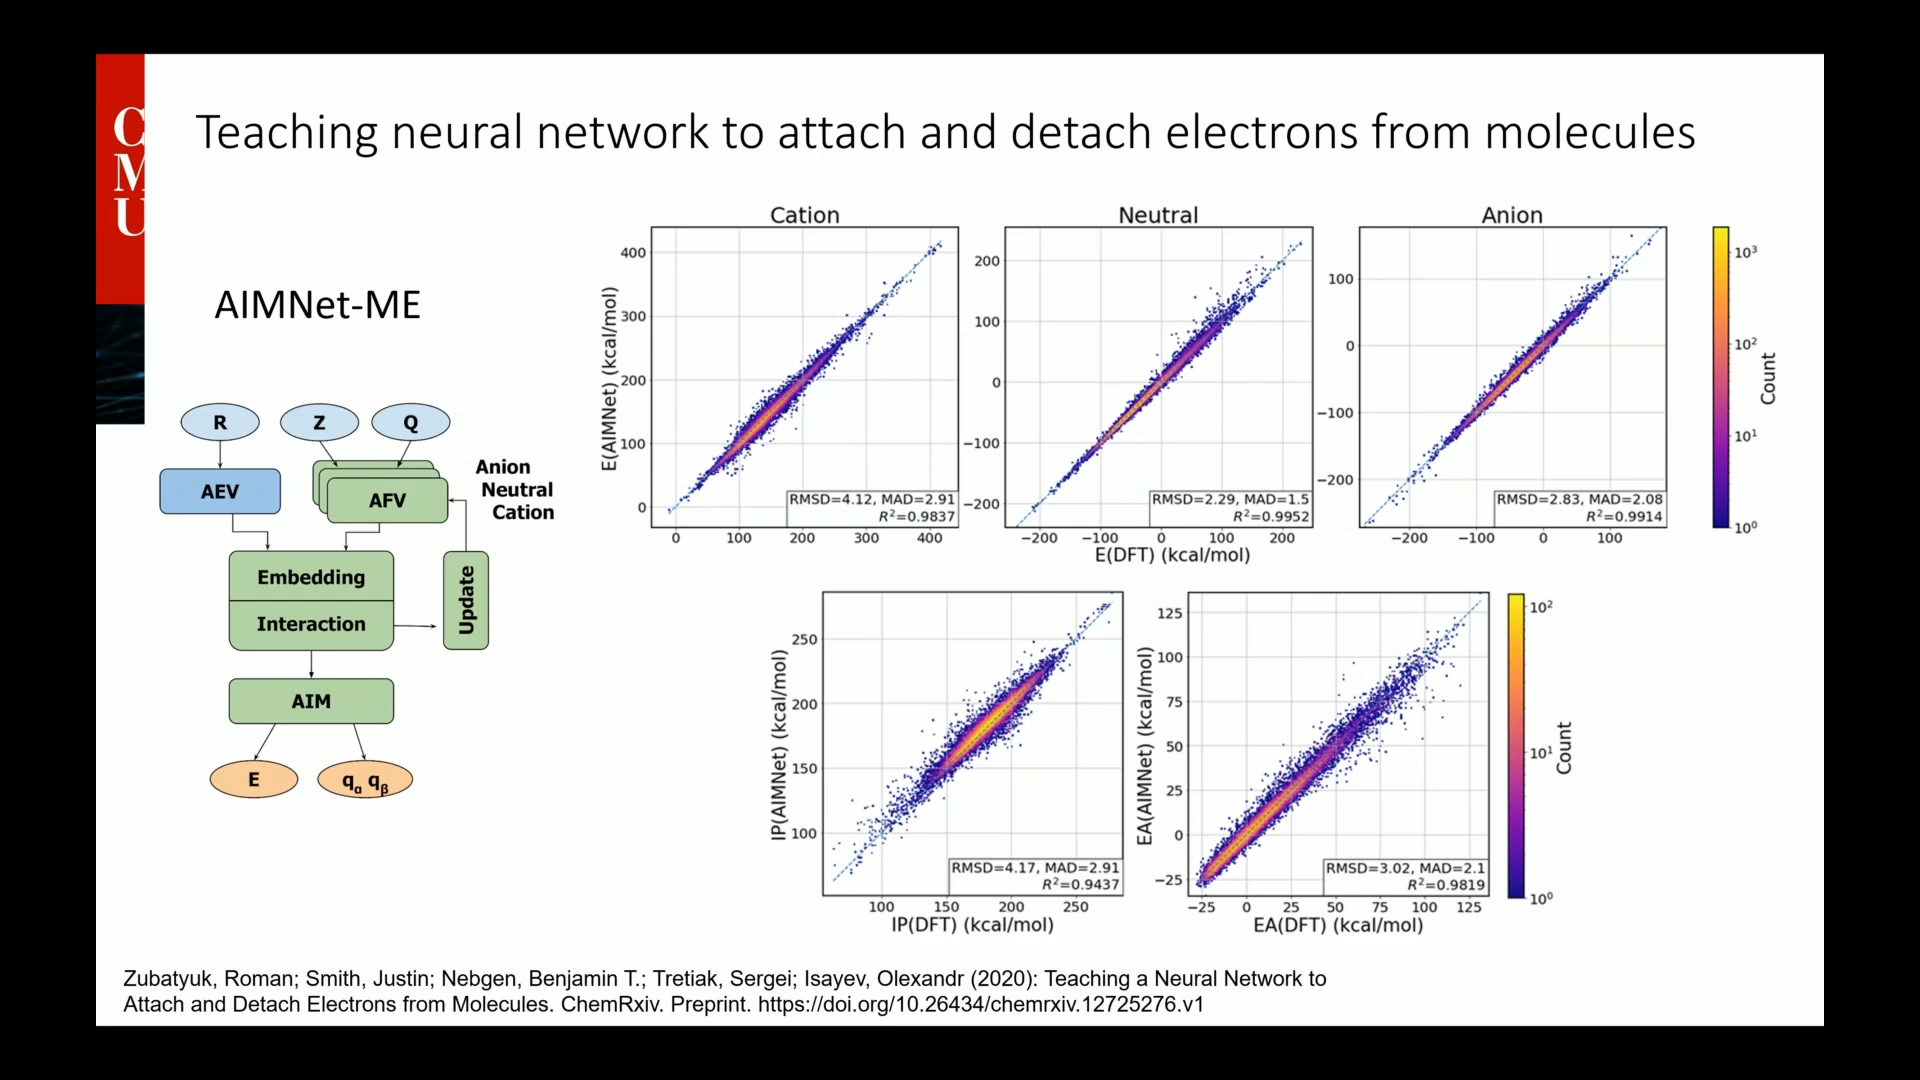 C
M
U
Teaching neural network to attach and detach electrons from molecules
AIMNet-ME
R
Z
Q
AEV
AFV
Anion
Neutral
Cation
Embedding
Interaction
Update
AIM
E
qα qβ
Cation
E(AIMNet) (kcal/mol)
400
300
200
100
0
0 100 200 300 400
RMSD=4.12, MAD=2.91
R²=0.9837
Neutral
200
100
0
−100
−200
−200 −100 0 100 200
RMSD=2.29, MAD=1.5
R²=0.9952
E(DFT) (kcal/mol)
Anion
100
0
−100
−200
−200 −100 0 100
RMSD=2.83, MAD=2.08
R²=0.9914
10³
10²
10¹
10⁰
Count
IP(AIMNet) (kcal/mol)
250
200
150
100
100 150 200 250
RMSD=4.17, MAD=2.91
R²=0.9437
IP(DFT) (kcal/mol)
EA(AIMNet) (kcal/mol)
125
100
75
50
25
0
−25
−25 0 25 50 75 100 125
RMSD=3.02, MAD=2.1
R²=0.9819
EA(DFT) (kcal/mol)
10²
10¹
10⁰
Count
Zubatyuk, Roman; Smith, Justin; Nebgen, Benjamin T.; Tretiak, Sergei; Isayev, Olexandr (2020): Teaching a Neural Network to
Attach and Detach Electrons from Molecules. ChemRxiv. Preprint. https://doi.org/10.26434/chemrxiv.12725276.v1